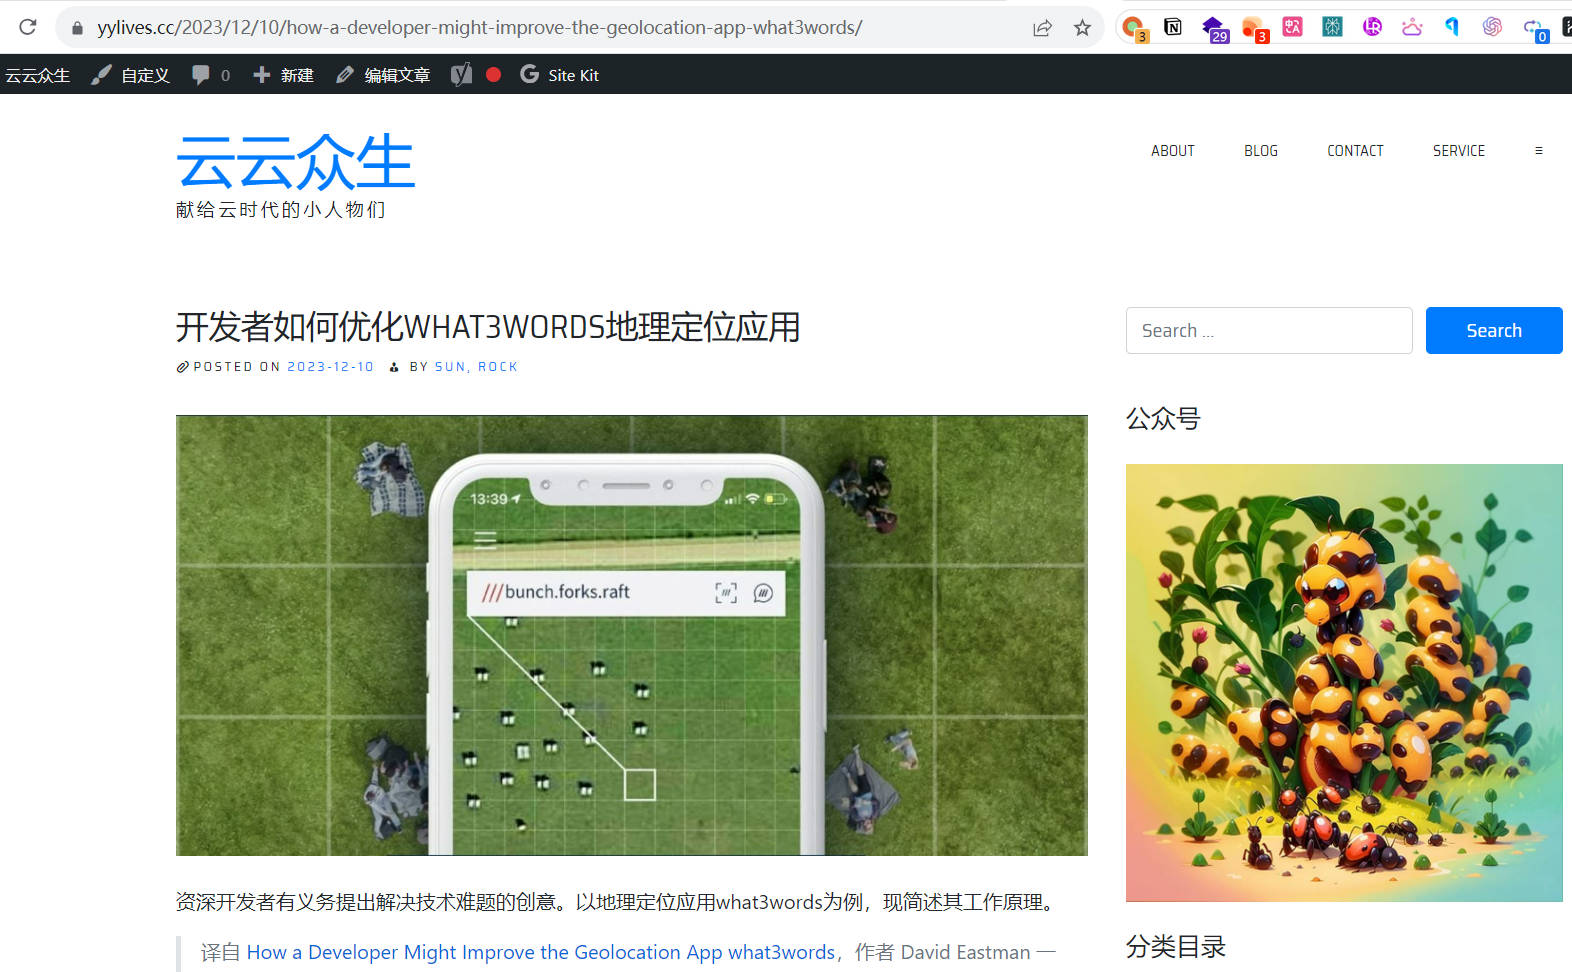 yylives.cc/2023/12/10/how-a-developer-might-improve-the-geolocation-app-what3words/
3
29
3
0
云云众生 自定义 0 新建 编辑文章 Site Kit
云云众生
献给云时代的小人物们
ABOUT BLOG CONTACT SERVICE
开发者如何优化WHAT3WORDS地理定位应用
POSTED ON 2023-12-10 BY SUN, ROCK
Search ...
Search
公众号
13:39
///bunch.forks.raft
资深开发者有义务提出解决技术难题的创意。以地理定位应用what3words为例，现简述其工作原理。
译自 How a Developer Might Improve the Geolocation App what3words，作者 David Eastman 一
分类目录